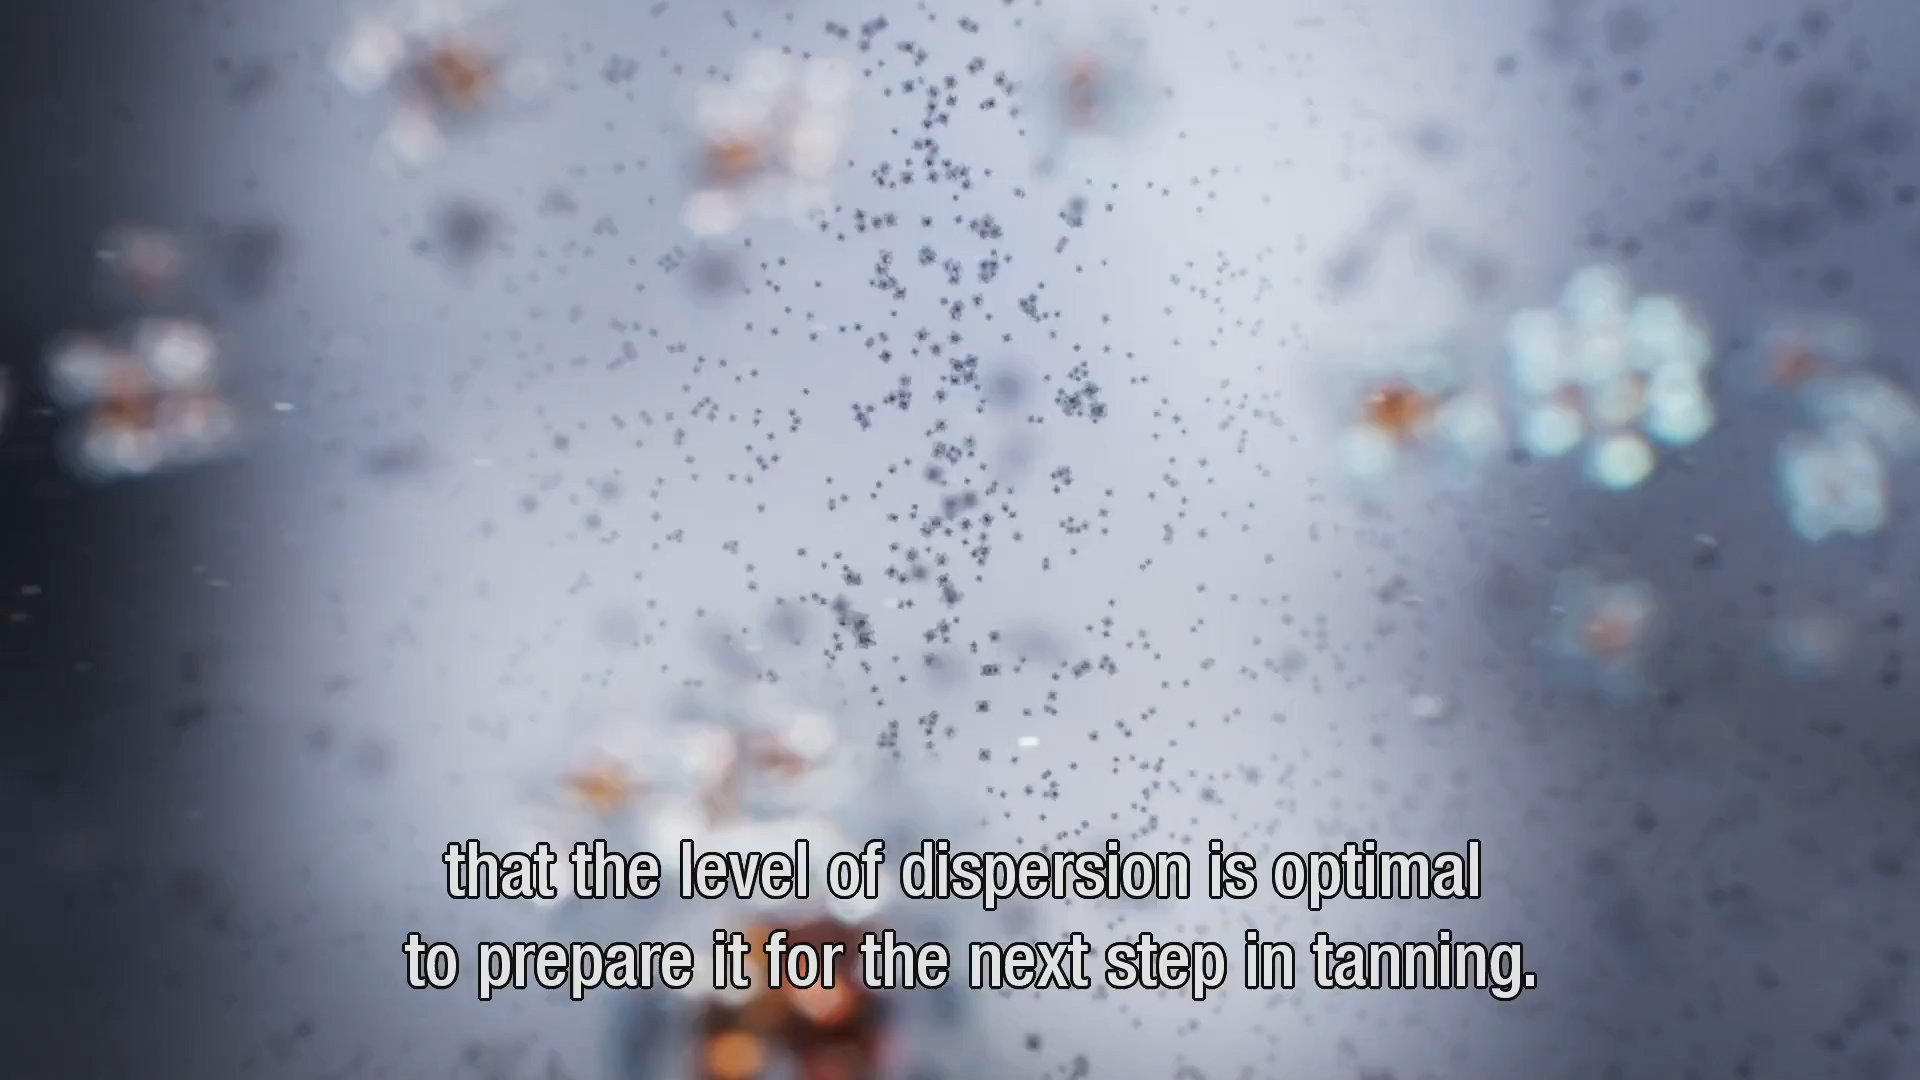 that the level of dispersion is optimal
to prepare it for the next step in tanning.